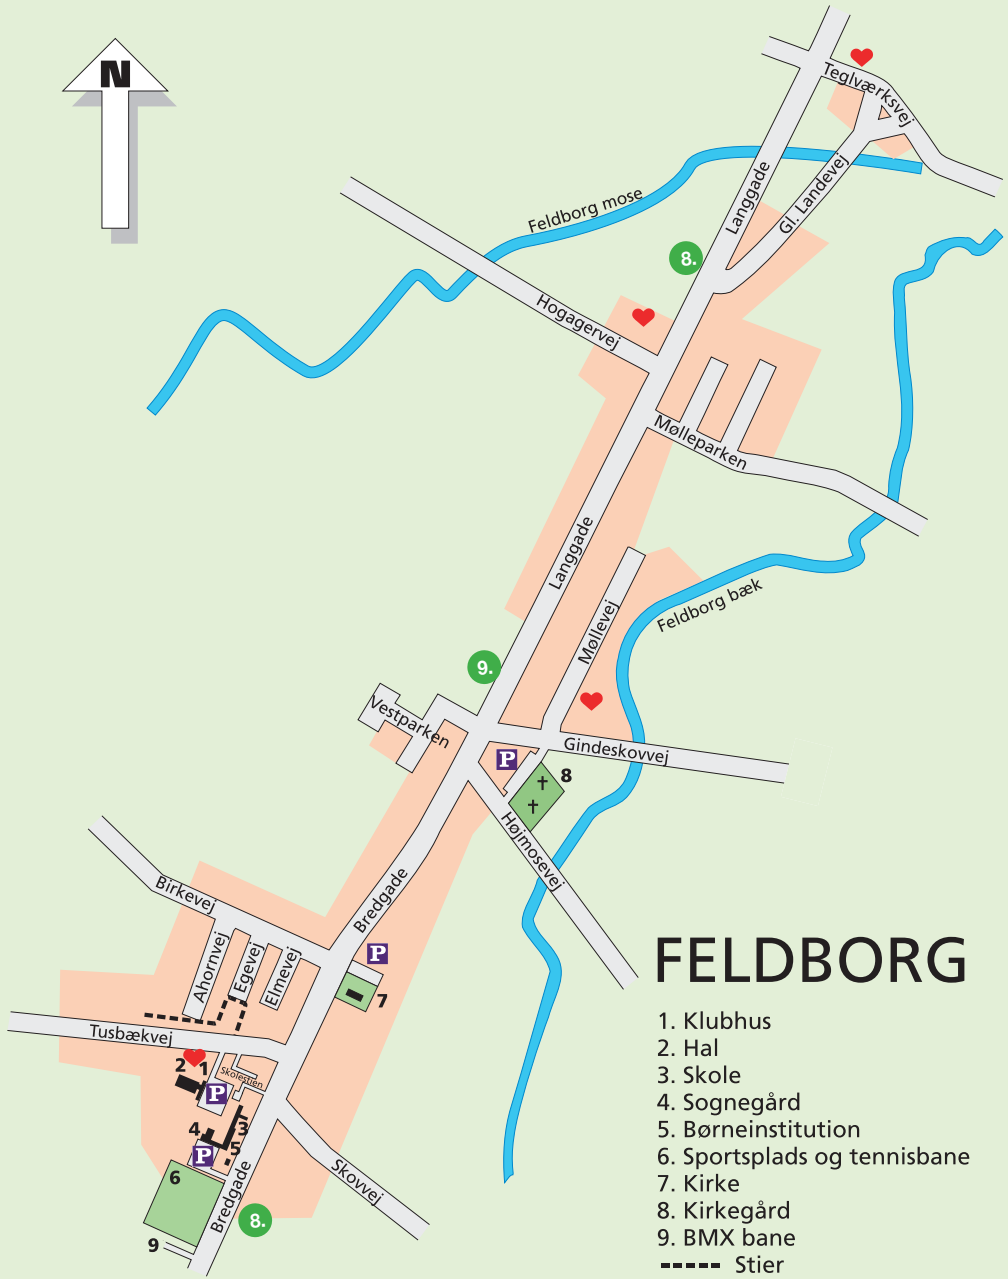 N
Teglværksvej
Langgade
Gl. Landevej
Feldborg mose
8.
Hogagervej
Mølleparken
Langgade
Feldborg bæk
Møllevej
9.
Vestparken
Gindeskovvej
P
8
Højmosevej
Birkevej
Bredgade
Ahornvej
Egevej
Elmevej
P
7
Tusbækvej
2
1
Skolestien
P
4
3
5
P
6
Bredgade
Skovvej
8.
9
FELDBORG
1. Klubhus
2. Hal
3. Skole
4. Sognegård
5. Børneinstitution
6. Sportsplads og tennisbane
7. Kirke
8. Kirkegård
9. BMX bane
Stier